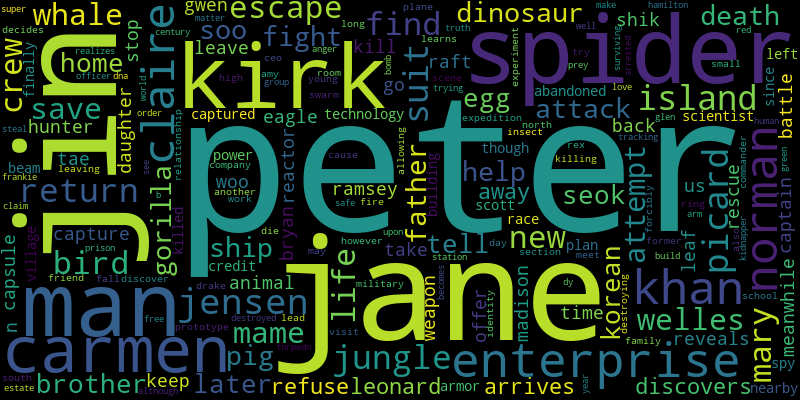 whale
escape
gwen
soo
find
dinosaur
death
crew
home
stop
leave
fight
kill
go
shik
left
finally
save
daughter
claire
kirk
suit
raft
spider
egg
island
since
battle
hunter
captured
eagle
technology
attack
abandoned
scientist
tae
jin
return
beam
gorilla
peter
power
woo
reactor
ramsey
father
building
help
though
away
seok
scott
race
back
attempt
us
rescue
captain
norman
picard
leaf
village
bird
capture
killed
ship
credit
bryan
life
take
tell
new
plan
korean
n capsule
man
jensen
animal
jane
weapon
offer
madison
time
khan
welles
reveals
meanwhile
mary
spy
carmen
mame
pig
jungle
enterprise
brother
keep
later
refuse
leonard
armor
arrives
discovers
nearby
super
decides
matter
century
truth
learns
anger
amy
group
room
young
swarm
high
ceo
bomb
long
plane
well
try
prey
scene
trying
experiment
surviving
arrested
love
make
hamilton
red
small
human
realizes
officer
dna
world
order
relationship
see
steal
leaving
frankie
claim
prison
friend
fall
discover
company
another
work
cause
safe
fire
die
may
however
upon
station
day
section
meet
military
becomes
identity
dy
insect
killing
expedition
north
rex
glen
tracking
forcibly
commander
green
ring
arm
also
kidnapper
former
build
school
family
destroying
allowing
drake
prototype
destroyed
lead
visit
free
south
estate
although
torpedo
year